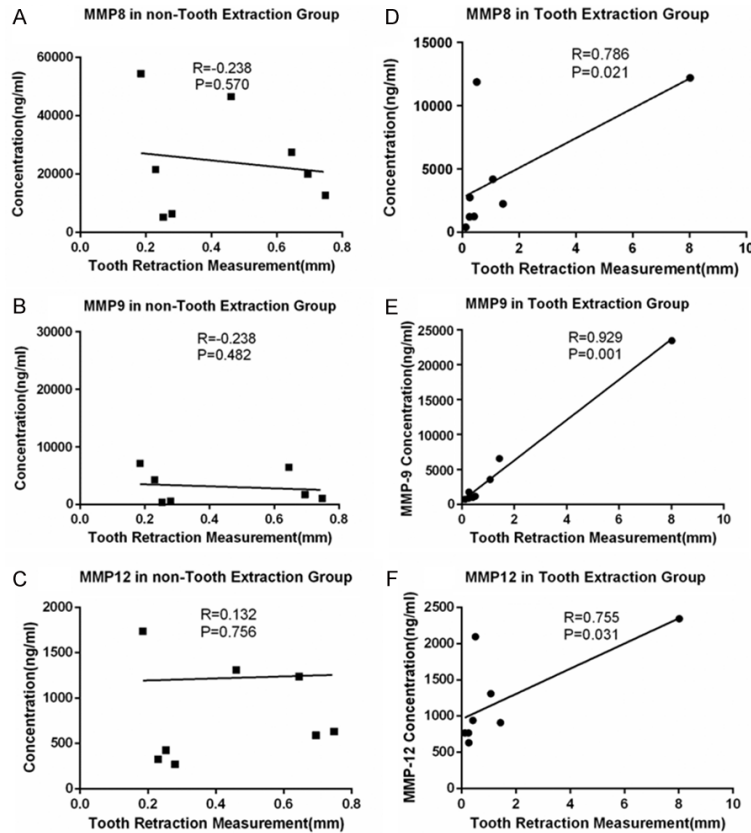 A
MMP8 in non-Tooth Extraction Group
R=-0.238
P=0.570
Concentration(ng/ml)
60000
40000
20000
0
0.0 0.2 0.4 0.6 0.8
Tooth Retraction Measurement(mm)
D
MMP8 in Tooth Extraction Group
R=0.786
P=0.021
Concentration(ng/ml)
15000
10000
5000
0
0 2 4 6 8 10
Tooth Retraction Measurement(mm)
B
MMP9 in non-Tooth Extraction Group
R=-0.238
P=0.482
Concentration(ng/ml)
30000
20000
10000
0
0.0 0.2 0.4 0.6 0.8
Tooth Retraction Measurement(mm)
E
MMP9 in Tooth Extraction Group
R=0.929
P=0.001
MMP-9 Concentration(ng/ml)
25000
20000
15000
10000
5000
0
0 2 4 6 8 10
Tooth Retraction Measurement(mm)
C
MMP12 in non-Tooth Extraction Group
R=0.132
P=0.756
Concentration(ng/ml)
2000
1500
1000
500
0
0.0 0.2 0.4 0.6 0.8
Tooth Retraction Measurement(mm)
F
MMP12 in Tooth Extraction Group
R=0.755
P=0.031
MMP-12 Concentration(ng/ml)
2500
2000
1500
1000
500
0
0 2 4 6 8 10
Tooth Retraction Measurement(mm)